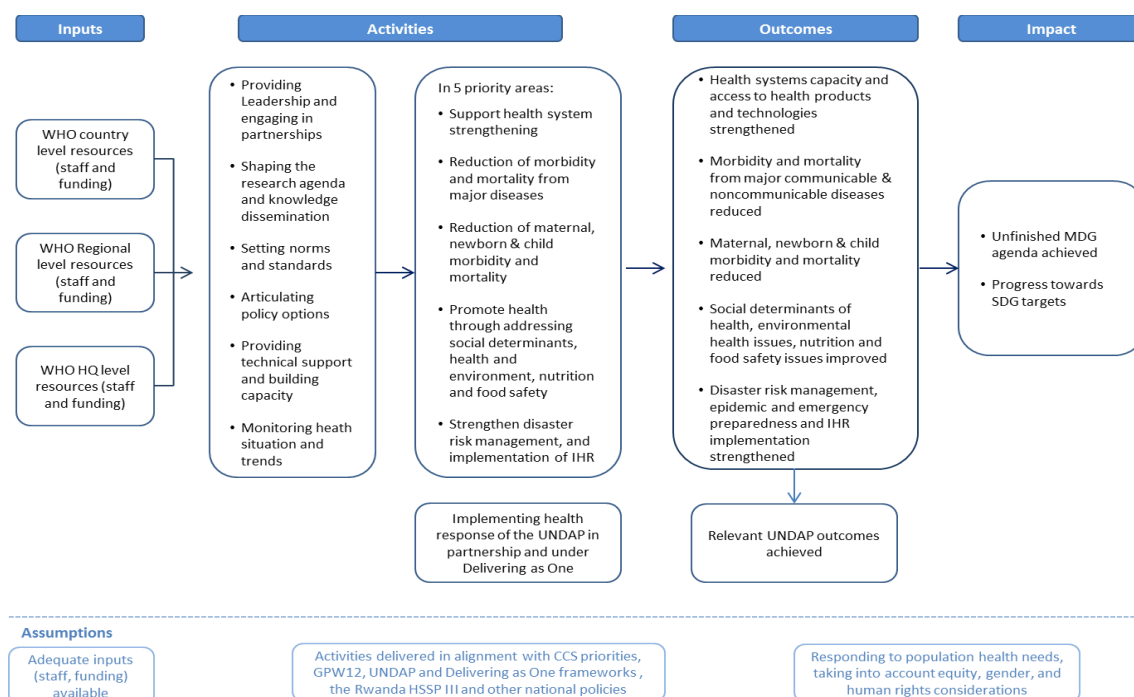 Inputs
Activities
Outcomes
Impact
WHO country
level resources
(staff and
funding)
WHO Regional
level resources
(staff and
funding)
WHO HQ level
resources (staff
and funding)
• Providing
Leadership and
engaging in
partnerships
• Shaping the
research agenda
and knowledge
dissemination
• Setting norms
and standards
• Articulating
policy options
• Providing
technical support
and building
capacity
• Monitoring heath
situation and
trends
In 5 priority areas:
• Support health system
strengthening
• Reduction of morbidity
and mortality from
major diseases
• Reduction of maternal,
newborn & child
morbidity and
mortality
• Promote health
through addressing
social determinants,
health and
environment, nutrition
and food safety
• Strengthen disaster
risk management, and
implementation of IHR
Implementing health
response of the UNDAP in
partnership and under
Delivering as One
• Health systems capacity and
access to health products
and technologies
strengthened
• Morbidity and mortality
from major communicable &
noncommunicable diseases
reduced
• Maternal, newborn & child
morbidity and mortality
reduced
• Social determinants of
health, environmental
health issues, nutrition and
food safety issues improved
• Disaster risk management,
epidemic and emergency
preparedness and IHR
implementation
strengthened
Relevant UNDAP outcomes
achieved
• Unfinished MDG
agenda achieved
• Progress towards
SDG targets
Assumptions
Adequate inputs
(staff, funding)
available
Activities delivered in alignment with CCS priorities,
GPW12, UNDAP and Delivering as One frameworks ,
the Rwanda HSSP III and other national policies
Responding to population health needs,
taking into account equity, gender, and
human rights considerations